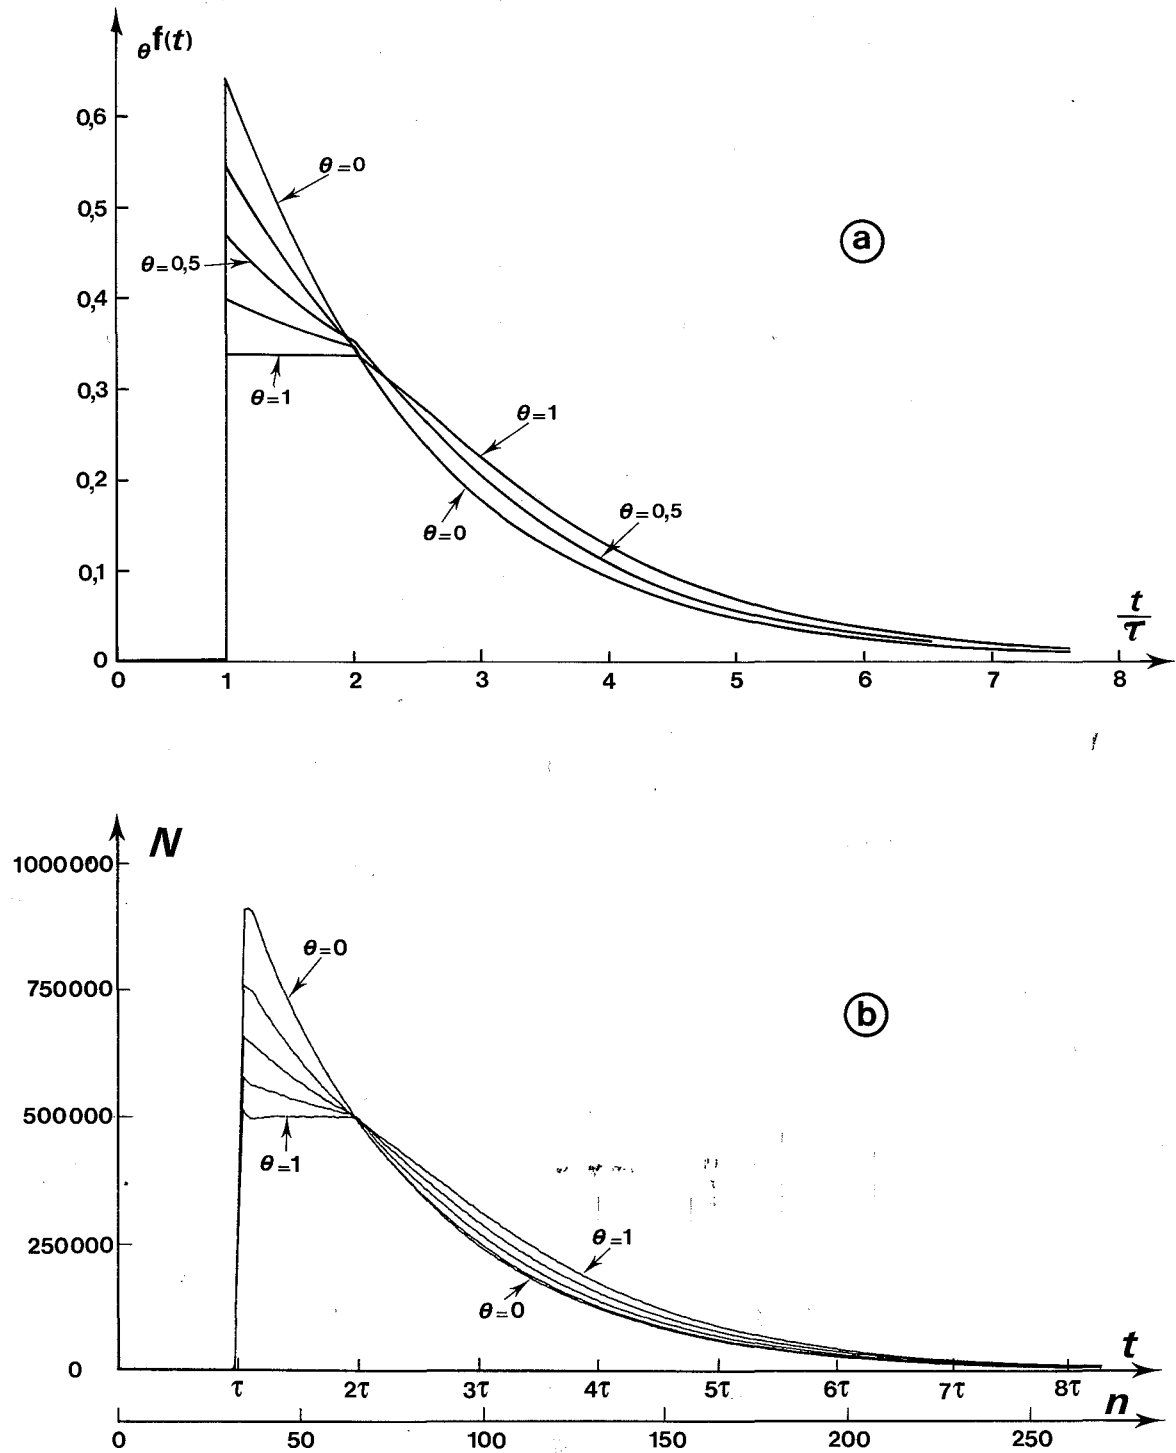 θf(t)
0,6
θ=0
0,5
a
θ=0,5
0,4
0,3
θ=1
θ=1
0,2
θ=0,5
θ=0
0,1
t/τ
0
0 1 2 3 4 5 6 7 8
N
1000000
θ=0
750000
b
500000
θ=1
250000
θ=1
θ=0
0
t
τ 2τ 3τ 4τ 5τ 6τ 7τ 8τ
n
0 50 100 150 200 250